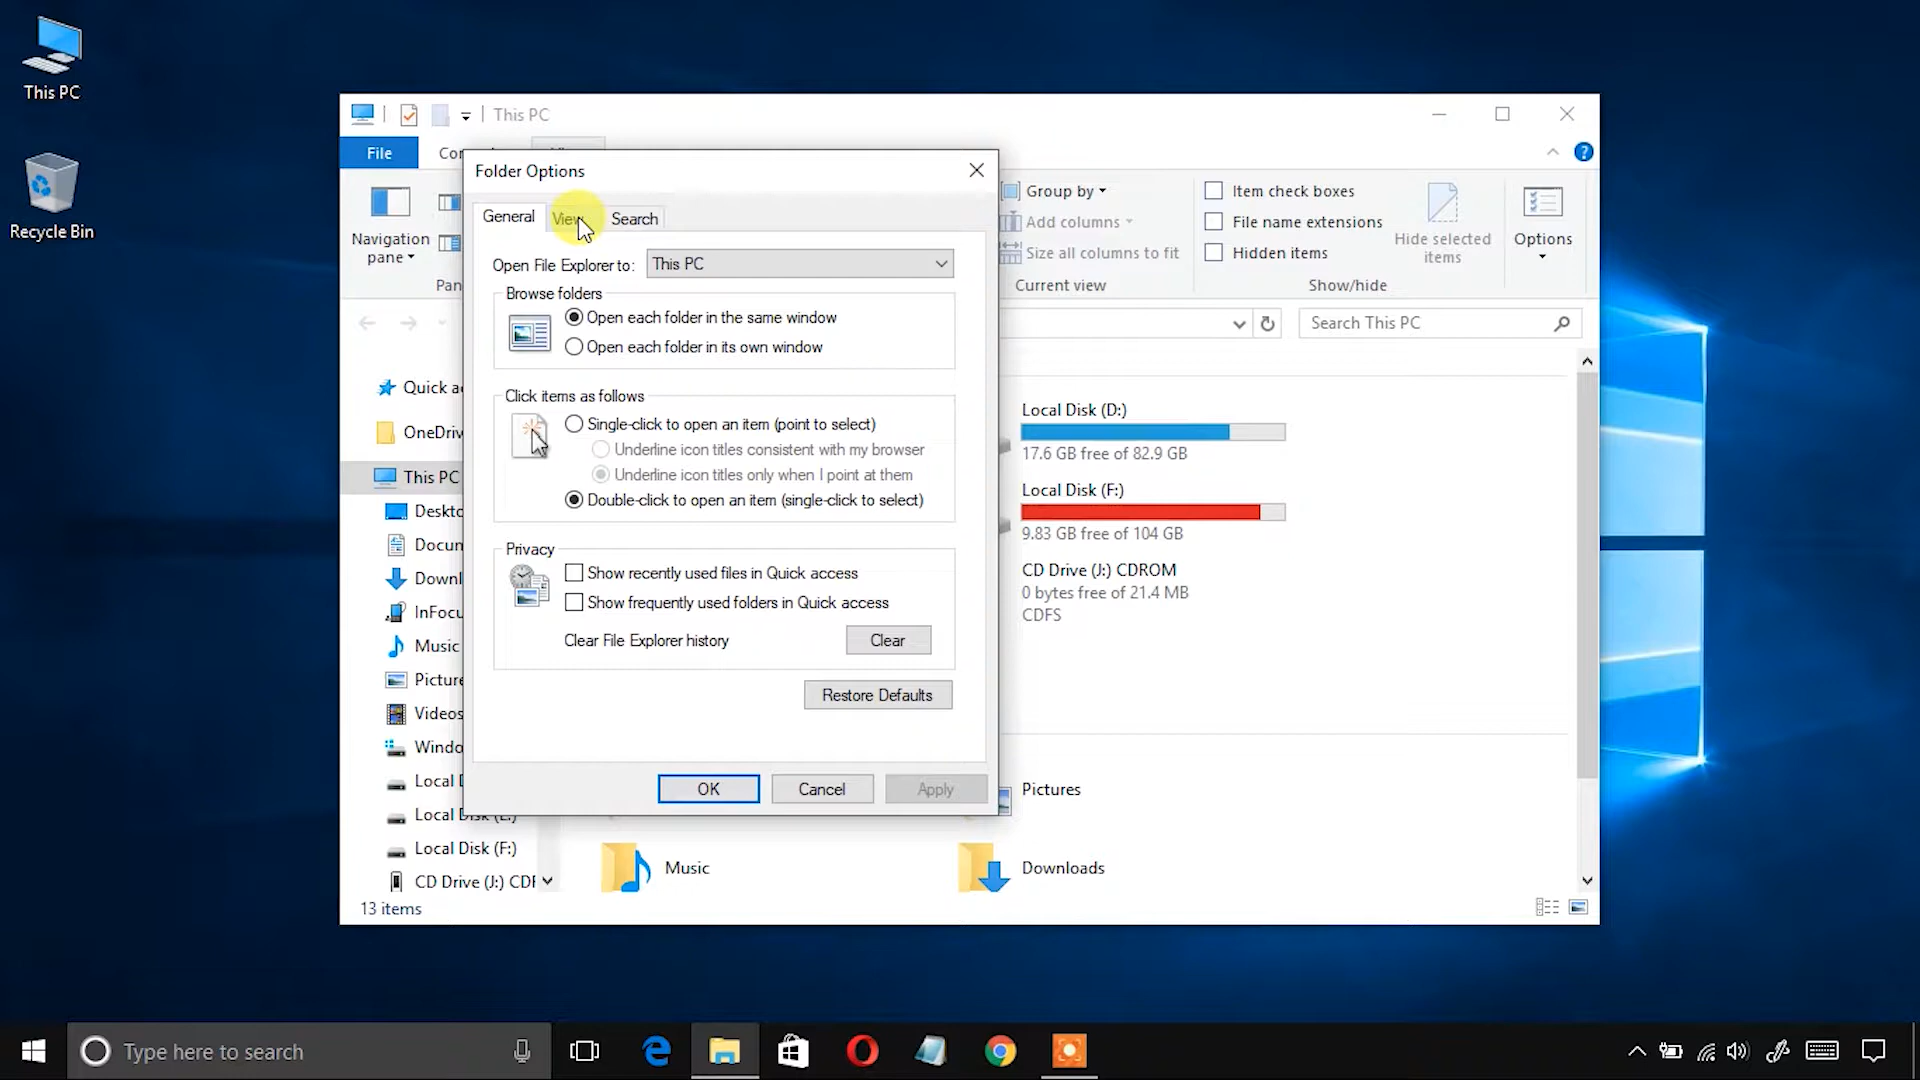 This PC
Recycle Bin
This PC
File
Folder Options
General
View
Search
Open File Explorer to:
This PC
Browse folders
Open each folder in the same window
Open each folder in its own window
Click items as follows
Single-click to open an item (point to select)
Underline icon titles consistent with my browser
Underline icon titles only when I point at them
Double-click to open an item (single-click to select)
Privacy
Show recently used files in Quick access
Show frequently used folders in Quick access
Clear File Explorer history
Clear
Restore Defaults
OK
Cancel
Apply
Navigation
pane
Pan
Group by
Add columns
Size all columns to fit
Current view
Item check boxes
File name extensions
Hidden items
Hide selected
items
Show/hide
Options
Search This PC
Quick a
OneDriv
This PC
Deskto
Docum
Downl
InFocu
Music
Picture
Videos
Windo
Local D
Local Disk (E:)
Local Disk (F:)
CD Drive (J:) CDF
13 items
Local Disk (D:)
17.6 GB free of 82.9 GB
Local Disk (F:)
9.83 GB free of 104 GB
CD Drive (J:) CDROM
0 bytes free of 21.4 MB
CDFS
Pictures
Music
Downloads
Type here to search